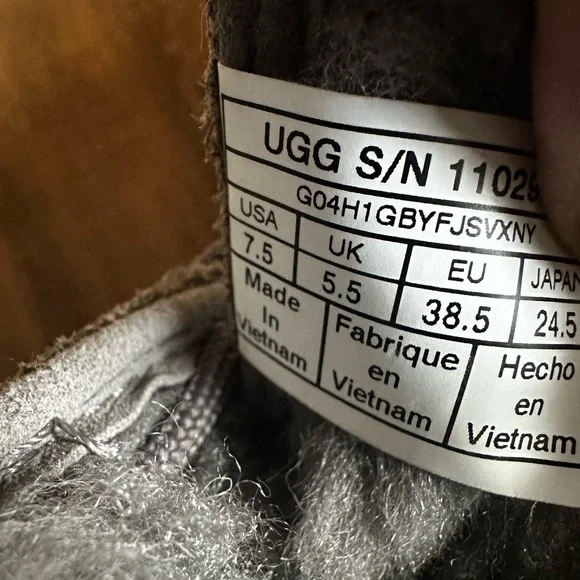 UGG S/N 11029
G04H1GBYFJSVXNY
USA UK EU JAPAN
7.5 5.5 38.5 24.5
Made Fabrique Hecho
In en en
Vietnam Vietnam Vietnam